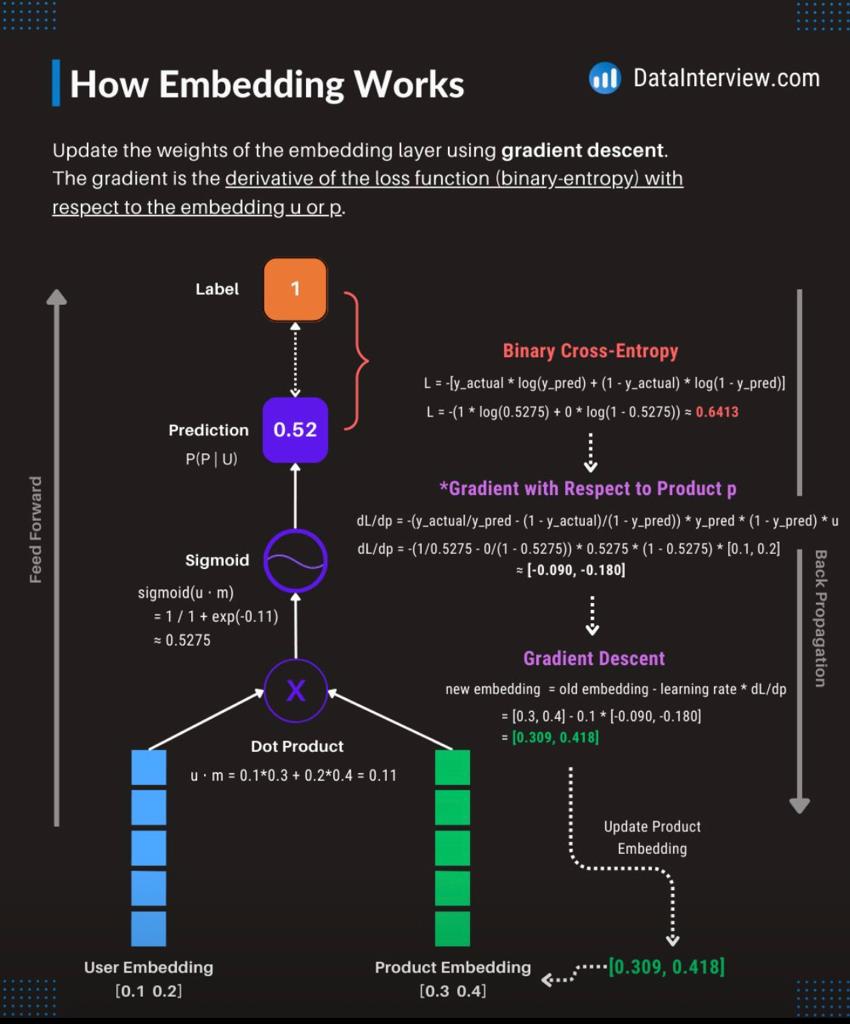 How Embedding Works
DataInterview.com
Update the weights of the embedding layer using gradient descent.
The gradient is the derivative of the loss function (binary-entropy) with
respect to the embedding u or p.
Label
1
Prediction
P(P | U)
0.52
Sigmoid
sigmoid(u · m)
= 1 / 1 + exp(-0.11)
≈ 0.5275
X
Dot Product
u · m = 0.1*0.3 + 0.2*0.4 = 0.11
User Embedding
[0.1 0.2]
Product Embedding
[0.3 0.4]
Feed Forward
Binary Cross-Entropy
L = -[y_actual * log(y_pred) + (1 - y_actual) * log(1 - y_pred)]
L = -(1 * log(0.5275) + 0 * log(1 - 0.5275)) ≈ 0.6413
*Gradient with Respect to Product p
dL/dp = -(y_actual/y_pred - (1 - y_actual)/(1 - y_pred)) * y_pred * (1 - y_pred) * u
dL/dp = -(1/0.5275 - 0/(1 - 0.5275)) * 0.5275 * (1 - 0.5275) * [0.1, 0.2]
≈ [-0.090, -0.180]
Gradient Descent
new embedding = old embedding - learning rate * dL/dp
= [0.3, 0.4] - 0.1 * [-0.090, -0.180]
= [0.309, 0.418]
Update Product
Embedding
[0.309, 0.418]
Back Propagation